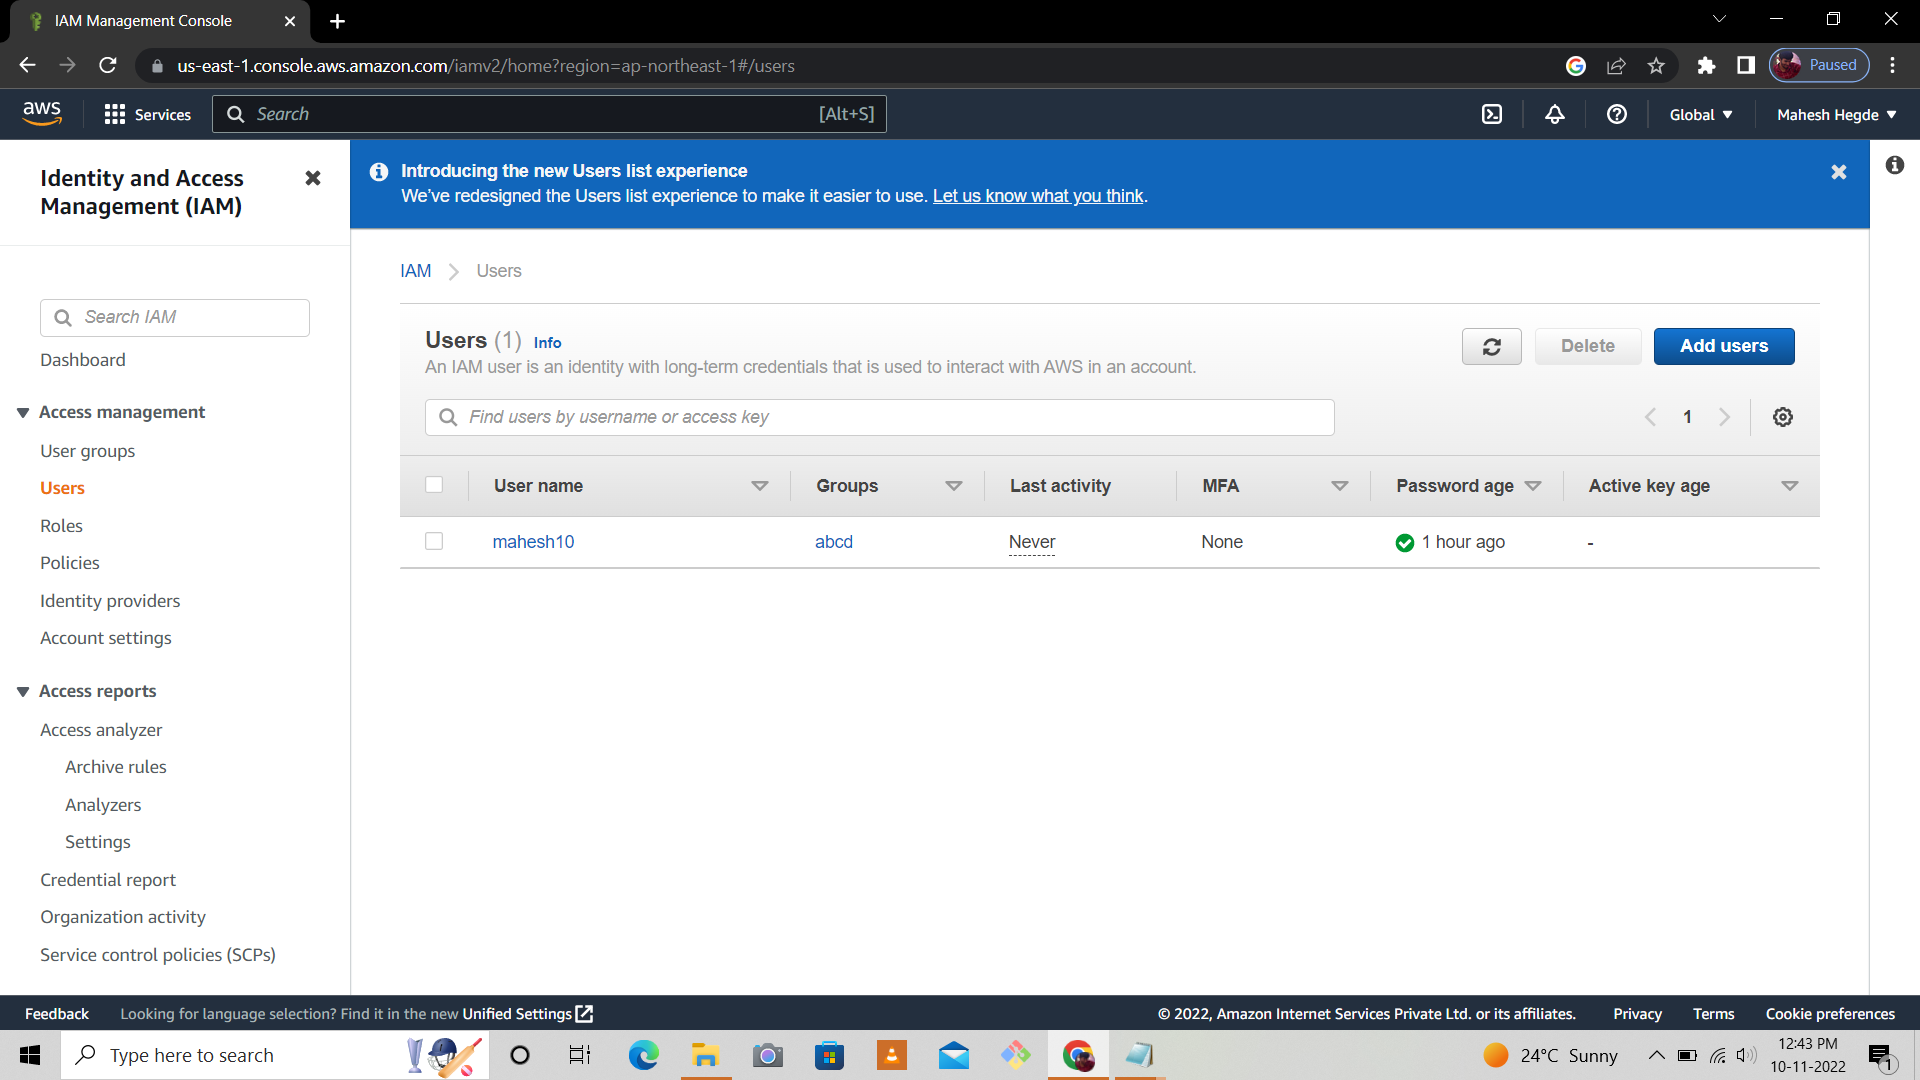 IAM Management Console
us-east-1.console.aws.amazon.com/iamv2/home?region=ap-northeast-1#/users
Paused
aws
Services
Search
[Alt+S]
Global
Mahesh Hegde
Identity and Access
Management (IAM)
Introducing the new Users list experience
We've redesigned the Users list experience to make it easier to use. Let us know what you think.
Search IAM
Dashboard
Access management
User groups
Users
Roles
Policies
Identity providers
Account settings
Access reports
Access analyzer
Archive rules
Analyzers
Settings
Credential report
Organization activity
Service control policies (SCPs)
IAM
Users
Users (1) Info
An IAM user is an identity with long-term credentials that is used to interact with AWS in an account.
Delete
Add users
Find users by username or access key
1
User name
Groups
Last activity
MFA
Password age
Active key age
mahesh10
abcd
Never
None
1 hour ago
-
Feedback
Looking for language selection? Find it in the new Unified Settings
© 2022, Amazon Internet Services Private Ltd. or its affiliates.
Privacy
Terms
Cookie preferences
Type here to search
24°C Sunny
12:43 PM
10-11-2022
1